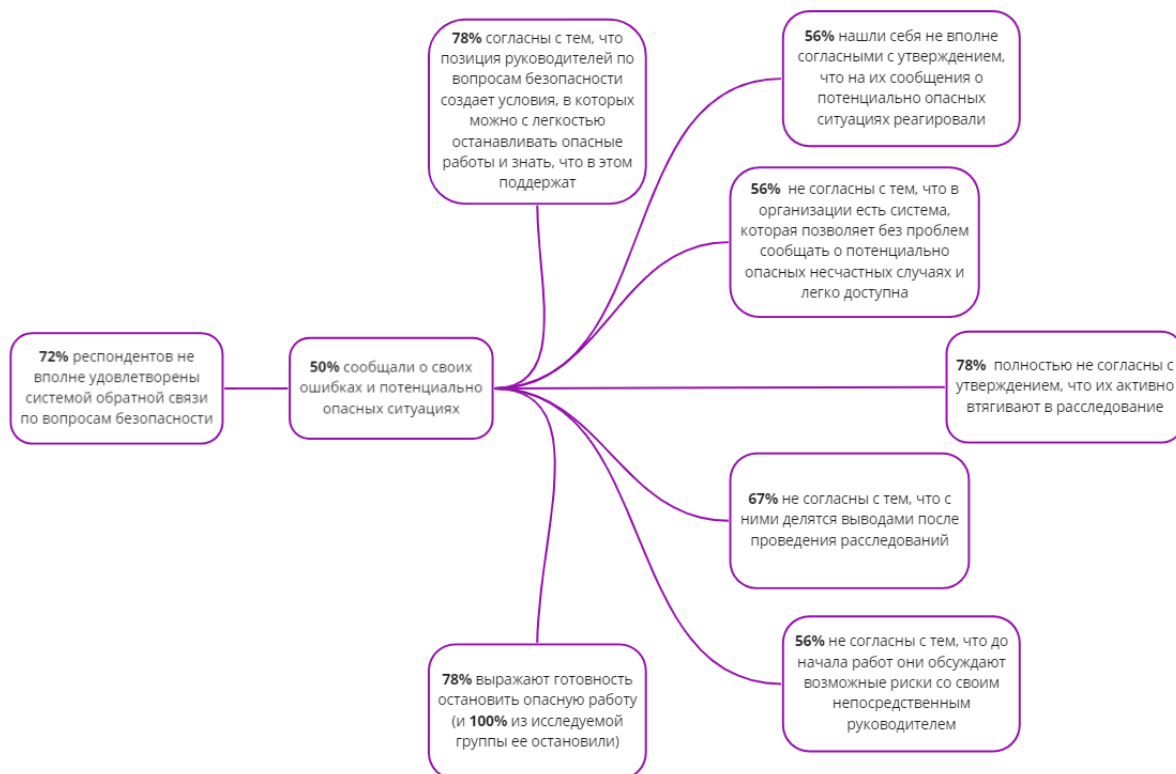 78% согласны с тем, что
позиция руководителей по
вопросам безопасности
создает условия, в которых
можно с легкостью
останавливать опасные
работы и знать, что в этом
поддержат
56% нашли себя не вполне
согласными с утверждением,
что на их сообщения о
потенциально опасных
ситуациях реагировали
56% не согласны с тем, что в
организации есть система,
которая позволяет без проблем
сообщать о потенциально
опасных несчастных случаях и
легко доступна
72% респондентов не
вполне удовлетворены
системой обратной связи
по вопросам безопасности
50% сообщали о своих
ошибках и потенциально
опасных ситуациях
78% полностью не согласны с
утверждением, что их активно
втягивают в расследование
67% не согласны с тем, что с
ними делятся выводами после
проведения расследований
78% выражают готовность
остановить опасную работу
(и 100% из исследуемой
группы ее остановили)
56% не согласны с тем, что до
начала работ они обсуждают
возможные риски со своим
непосредственным
руководителем